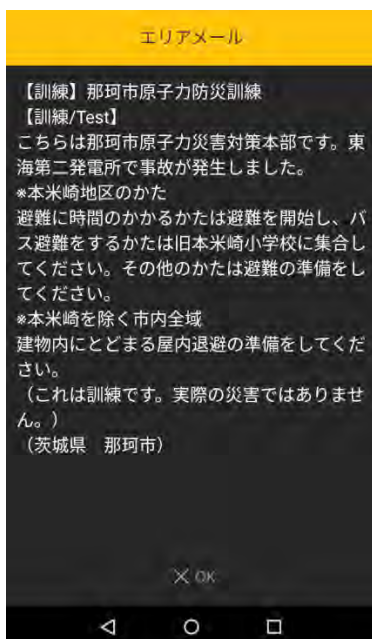 エリアメール
【訓練】那珂市原子力防災訓練
【訓練/Test】
こちらは那珂市原子力災害対策本部です。東
海第二発電所で事故が発生しました。
*本米崎地区のかた
避難に時間のかかるかたは避難を開始し、バ
ス避難をするかたは旧本米崎小学校に集合し
てください。その他のかたは避難の準備をし
てください。
*本米崎を除く市内全域
建物内にとどまる屋内退避の準備をしてくだ
さい。
(これは訓練です。実際の災害ではありませ
ん。)
(茨城県 那珂市)
× OK